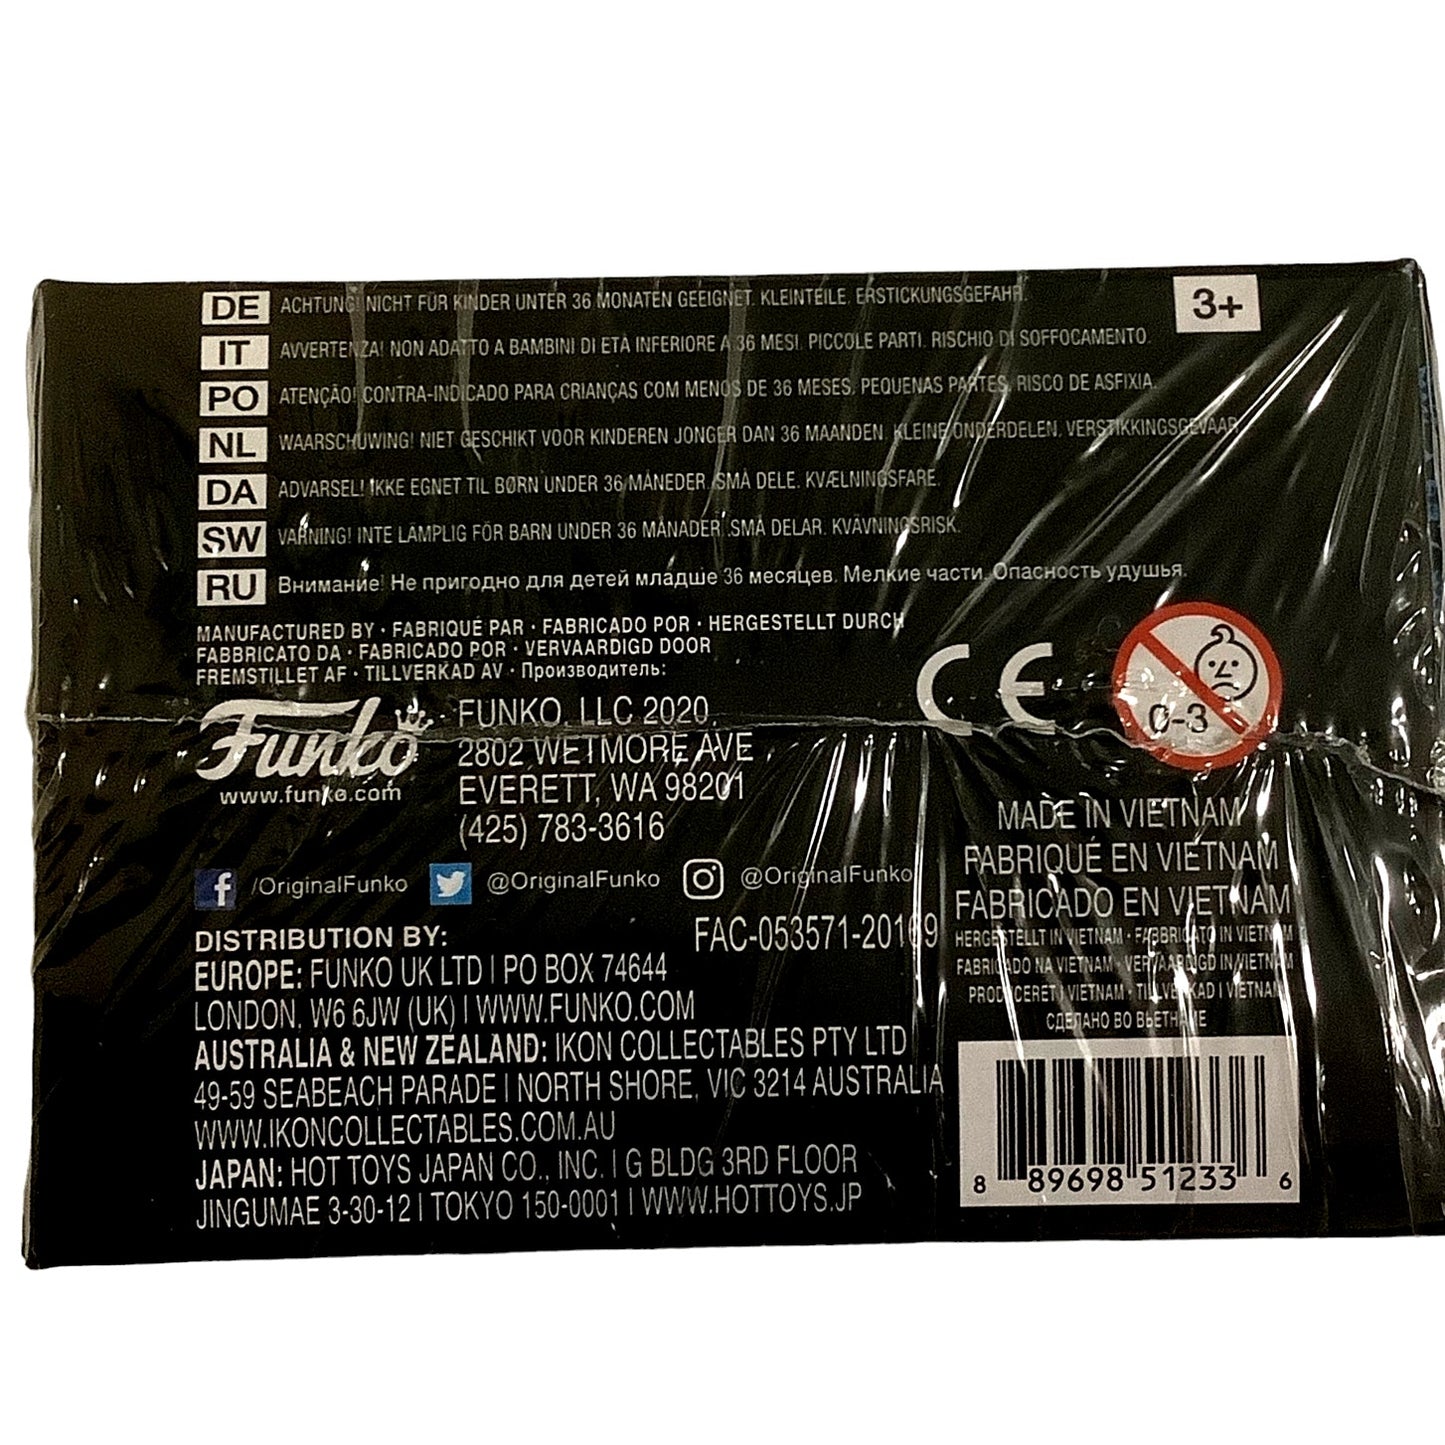 DE ACHTUNG! NICHT FÜR KINDER UNTER 36 MONATEN GEEIGNET. KLEINTEILE. ERSTICKUNGSGEFAHR.
3+
IT AVVERTENZA! NON ADATTO A BAMBINI DI ETÀ INFERIORE A 36 MESI. PICCOLE PARTI. RISCHIO DI SOFFOCAMENTO.
PO ATENÇÃO! CONTRA-INDICADO PARA CRIANÇAS COM MENOS DE 36 MESES. PEQUENAS PARTES, RISCO DE ASFIXIA.
NL WAARSCHUWING! NIET GESCHIKT VOOR KINDEREN JONGER DAN 36 MAANDEN. KLEINE ONDERDELEN. VERSTIKKINGSGEVAAR
DA ADVARSEL! IKKE EGNET TIL BØRN UNDER 36 MÅNEDER. SMÅ DELE. KVÆLNINGSFARE.
SW VARNING! INTE LÄMPLIG FÖR BARN UNDER 36 MÅNADER. SMÅ DELAR. KVÄVNINGSRISK.
RU Внимание! Не пригодно для детей младше 36 месяцев. Мелкие части. Опасность удушья.
MANUFACTURED BY · FABRIQUÉ PAR · FABRICADO POR · HERGESTELLT DURCH
FABBRICATO DA · FABRICADO POR · VERVAARDIGD DOOR
FREMSTILLET AF · TILLVERKAD AV · Производитель:
CE
0-3
Funko
www.funko.com
FUNKO, LLC 2020.
2802 WETMORE AVE
EVERETT, WA 98201
(425) 783-3616
/OriginalFunko @OriginalFunko @OriginalFunko
FAC-053571-20169
DISTRIBUTION BY:
EUROPE: FUNKO UK LTD | PO BOX 74644
LONDON, W6 6JW (UK) | WWW.FUNKO.COM
AUSTRALIA & NEW ZEALAND: IKON COLLECTABLES PTY LTD
49-59 SEABEACH PARADE | NORTH SHORE, VIC 3214 AUSTRALIA
WWW.IKONCOLLECTABLES.COM.AU
JAPAN: HOT TOYS JAPAN CO., INC. | G BLDG 3RD FLOOR
JINGUMAE 3-30-12 | TOKYO 150-0001 | WWW.HOTTOYS.JP
MADE IN VIETNAM
FABRIQUÉ EN VIETNAM
FABRICADO EN VIETNAM
HERGESTELLT IN VIETNAM · FABBRICATO IN VIETNAM
FABRICADO NA VIETNAM · VERVAARDIGD IN VIETNAM
PRODUCERET I VIETNAM · TILLVERKAD I VIETNAM
СДЕЛАНО ВО ВЬЕТНАМЕ
8 89698 51233 6